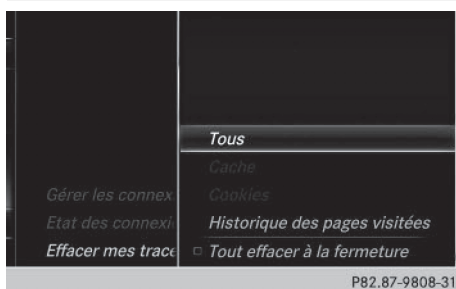 Tous
Cache
Gérer les connex
Cookies
Etat des connexi
Historique des pages visitées
Effacer mes trace
Tout effacer à la fermeture
P82.87-9808-31